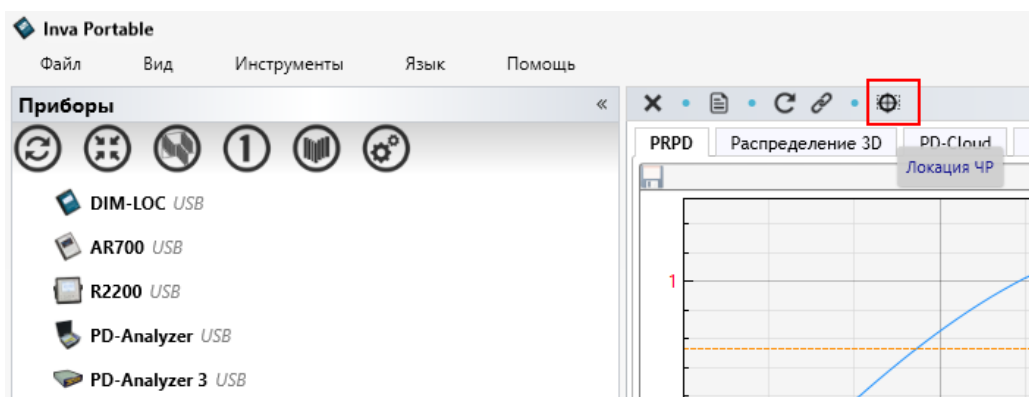 Inva Portable
Файл Вид Инструменты Язык Помощь
Приборы «
1
DIM-LOC USB
AR700 USB
R2200 USB
PD-Analyzer USB
PD-Analyzer 3 USB
PRPD Распределение 3D PD-Cloud
Локация ЧР
1